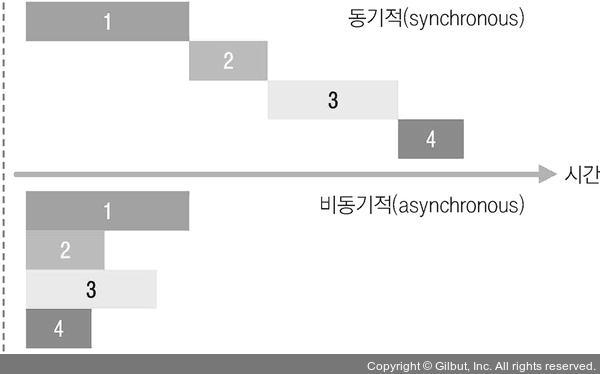 1
동기적(synchronous)
2
3
4
시간
비동기적(asynchronous)
1
2
3
4
Copyright © Gilbut, Inc. All rights reserved.